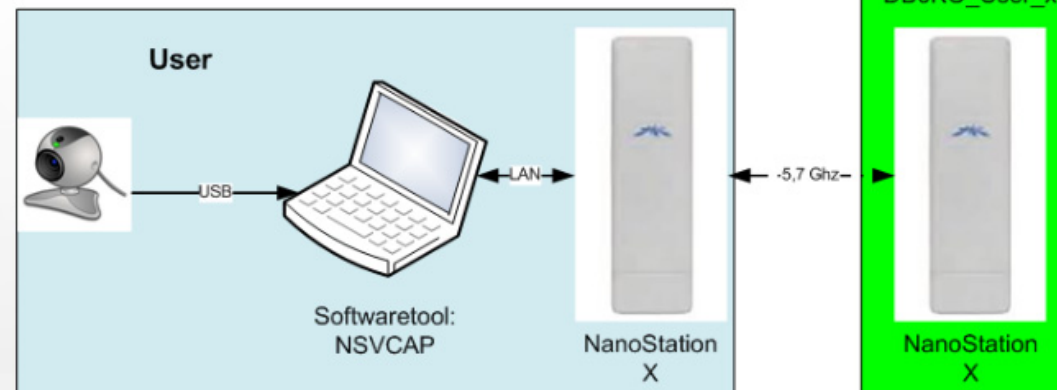 User
USB
LAN
-5,7 Ghz-
Softwaretool:
NSVCAP
NanoStation
X
NanoStation
X